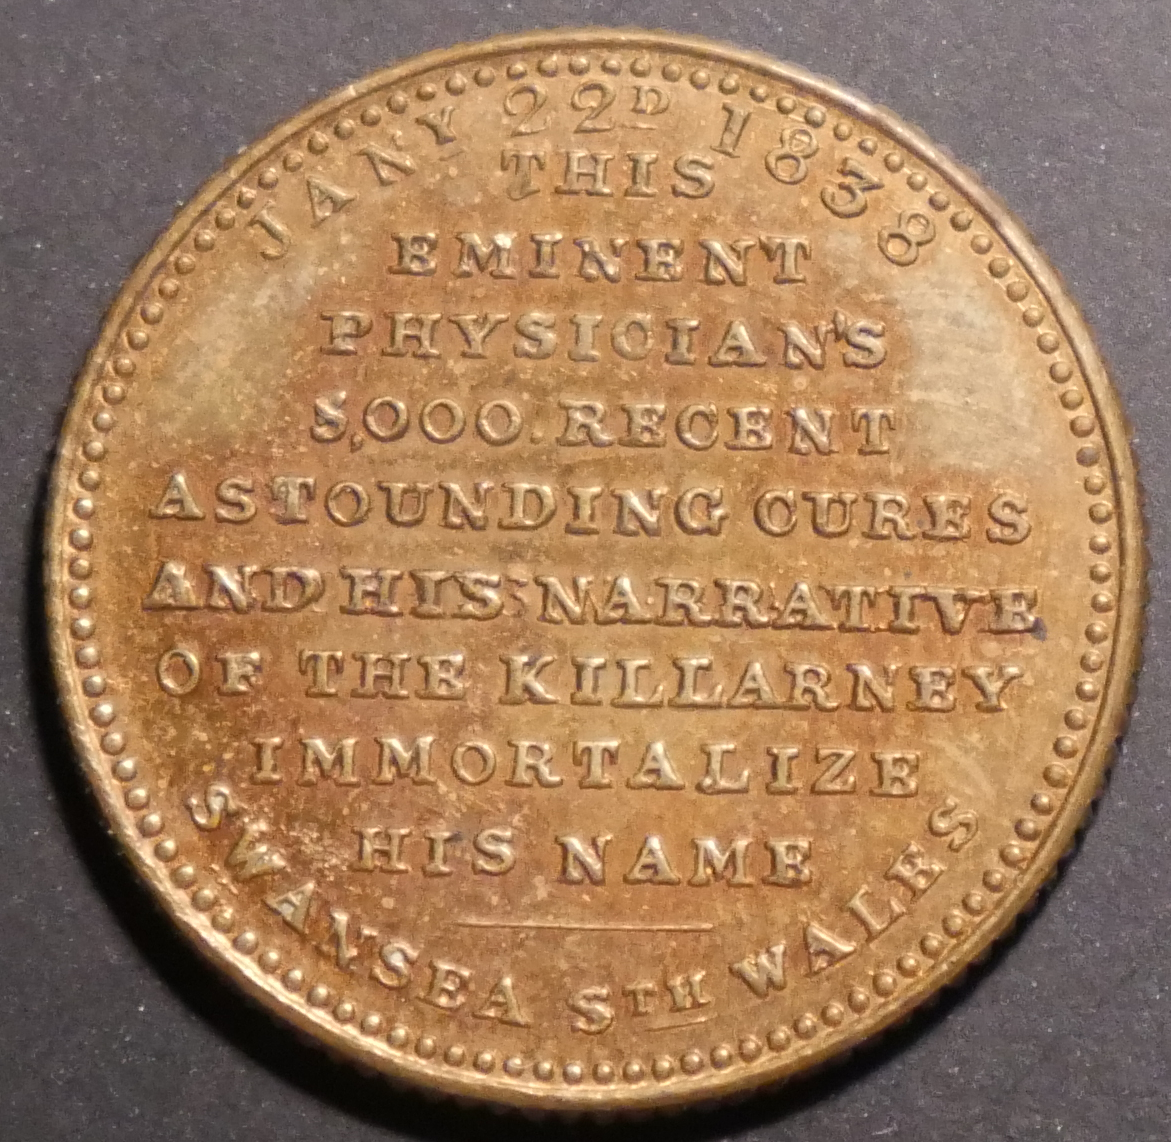 JANY 22D 1838
THIS
EMINENT
PHYSICIAN'S
5,000 RECENT
ASTOUNDING CURES
AND HIS NARRATIVE
OF THE KILLARNEY
IMMORTALIZE
HIS NAME
SWANSEA STH WALES